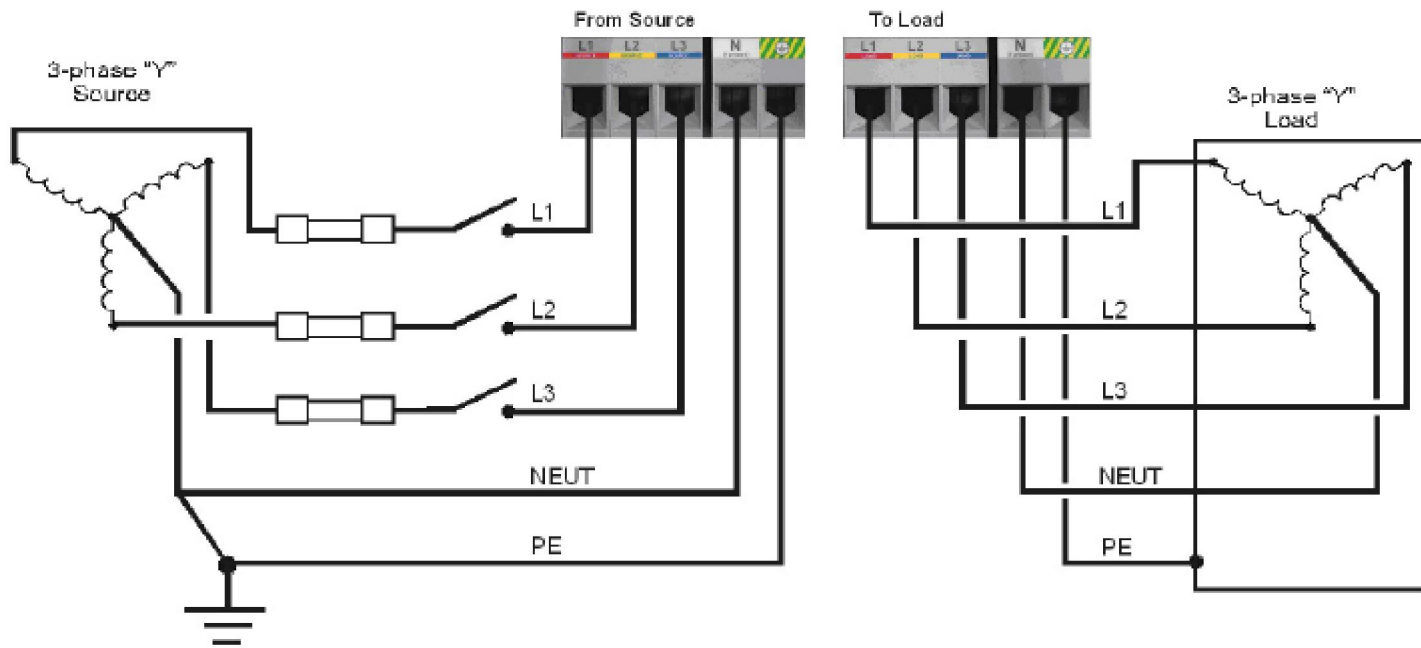 From Source
To Load
L1 L2 L3 N
L1 L2 L3 N
3-phase "Y"
Source
3-phase "Y"
Load
L1
L2
L3
NEUT
PE
L1
L2
L3
NEUT
PE